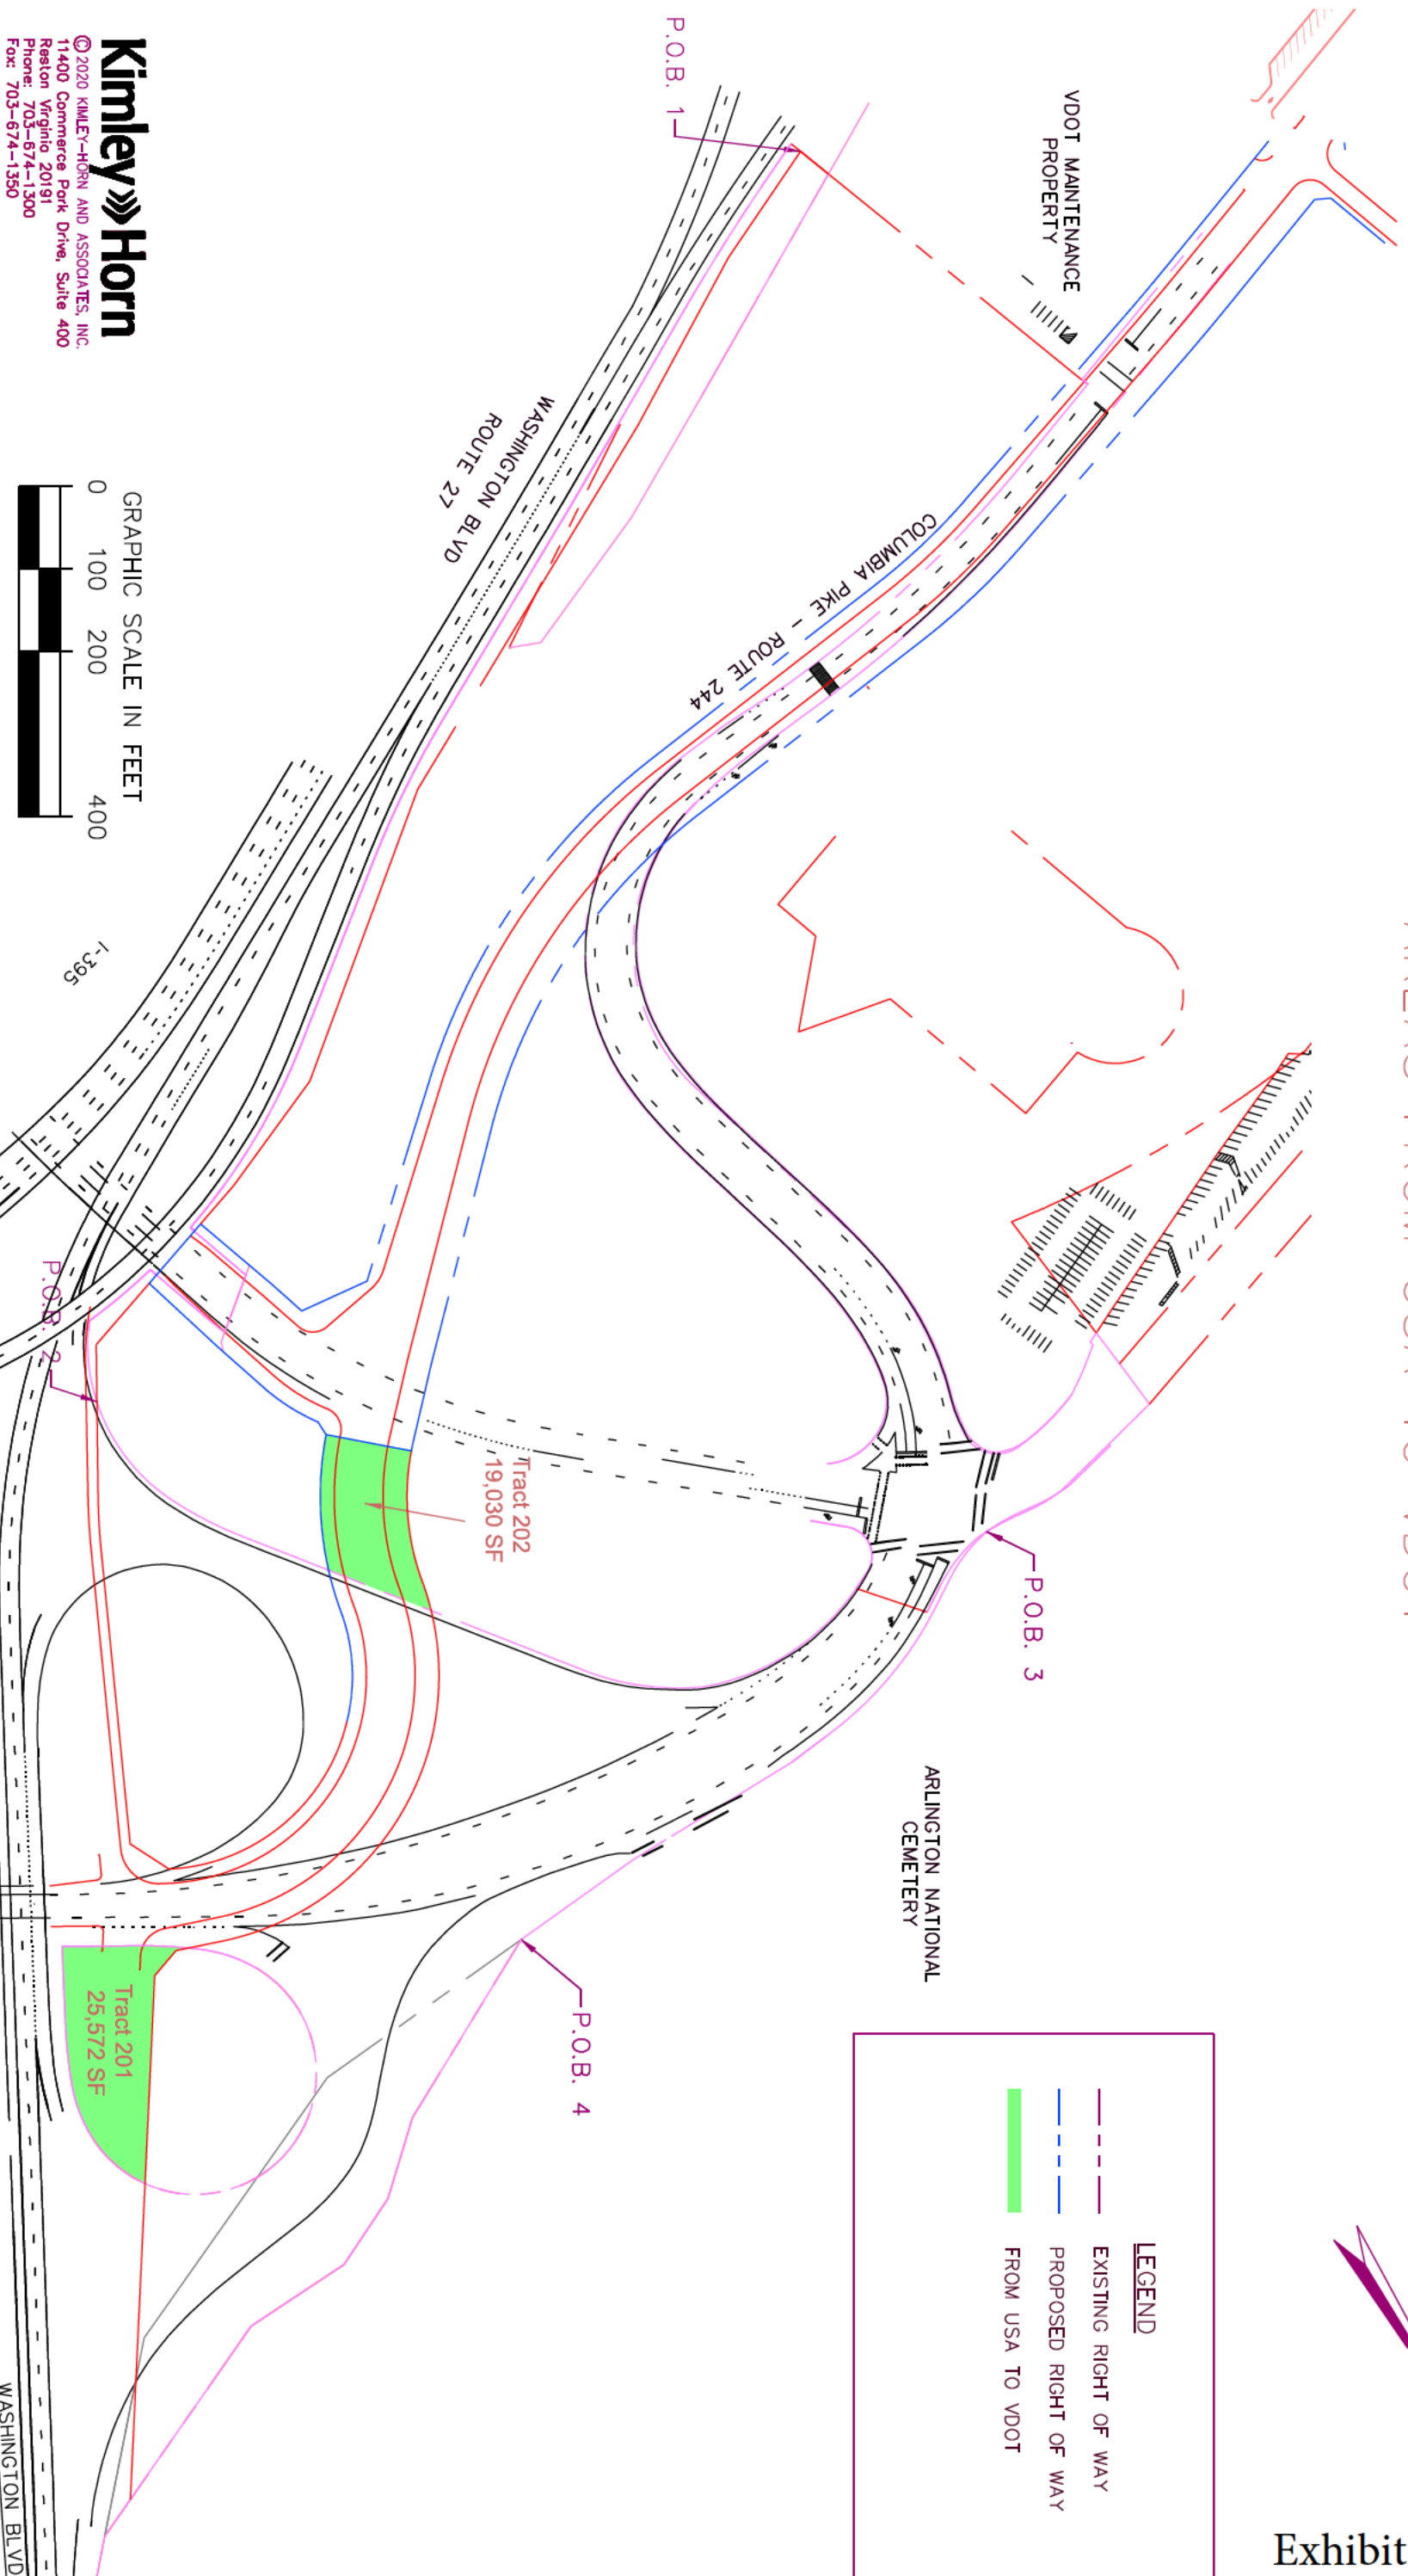 Kimley»Horn
© 2020 KIMLEY-HORN AND ASSOCIATES, INC.
11400 Commerce Park Drive, Suite 400
Reston Virginia 20191
Phone: 703-674-1300
Fax: 703-674-1350
GRAPHIC SCALE IN FEET
0 100 200 400
P.O.B. 1
VDOT MAINTENANCE
PROPERTY
WASHINGTON BLVD
ROUTE 27
COLUMBIA PIKE - ROUTE 244
I-395
P.O.B. 2
Tract 202
19,030 SF
P.O.B. 3
ARLINGTON NATIONAL
CEMETERY
P.O.B. 4
Tract 201
25,572 SF
WASHINGTON BLVD
LEGEND
EXISTING RIGHT OF WAY
PROPOSED RIGHT OF WAY
FROM USA TO VDOT
Exhibit